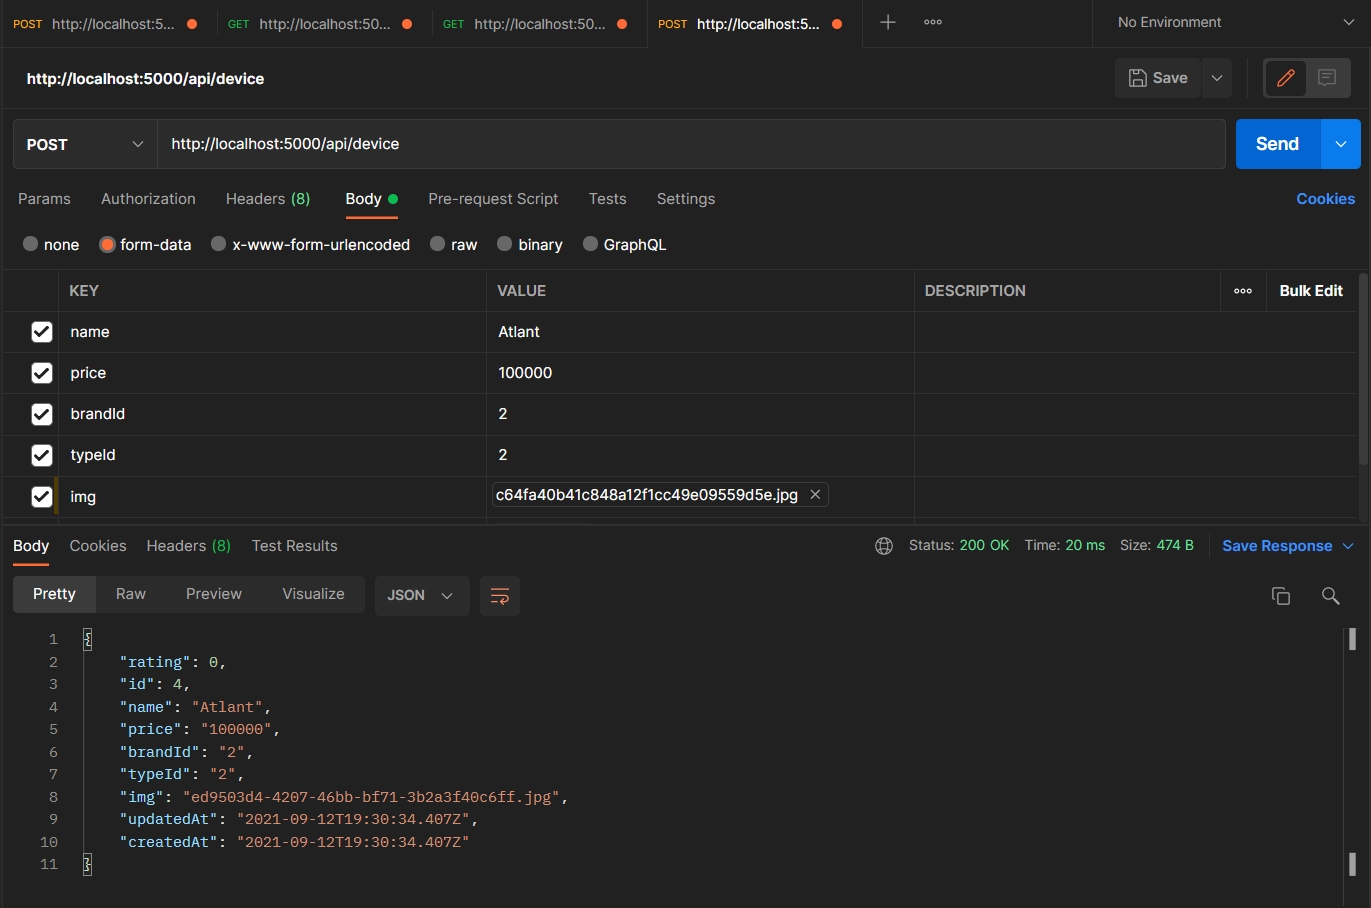 POST http://localhost:5... GET http://localhost:50... GET http://localhost:50... POST http://localhost:5... No Environment
http://localhost:5000/api/device Save
POST http://localhost:5000/api/device Send
Params Authorization Headers (8) Body Pre-request Script Tests Settings Cookies
none form-data x-www-form-urlencoded raw binary GraphQL
KEY VALUE DESCRIPTION Bulk Edit
name Atlant
price 100000
brandId 2
typeId 2
img c64fa40b41c848a12f1cc49e09559d5e.jpg
Body Cookies Headers (8) Test Results Status: 200 OK Time: 20 ms Size: 474 B Save Response
Pretty Raw Preview Visualize JSON
1 {
2 "rating": 0,
3 "id": 4,
4 "name": "Atlant",
5 "price": "100000",
6 "brandId": "2",
7 "typeId": "2",
8 "img": "ed9503d4-4207-46bb-bf71-3b2a3f40c6ff.jpg",
9 "updatedAt": "2021-09-12T19:30:34.407Z",
10 "createdAt": "2021-09-12T19:30:34.407Z"
11 }